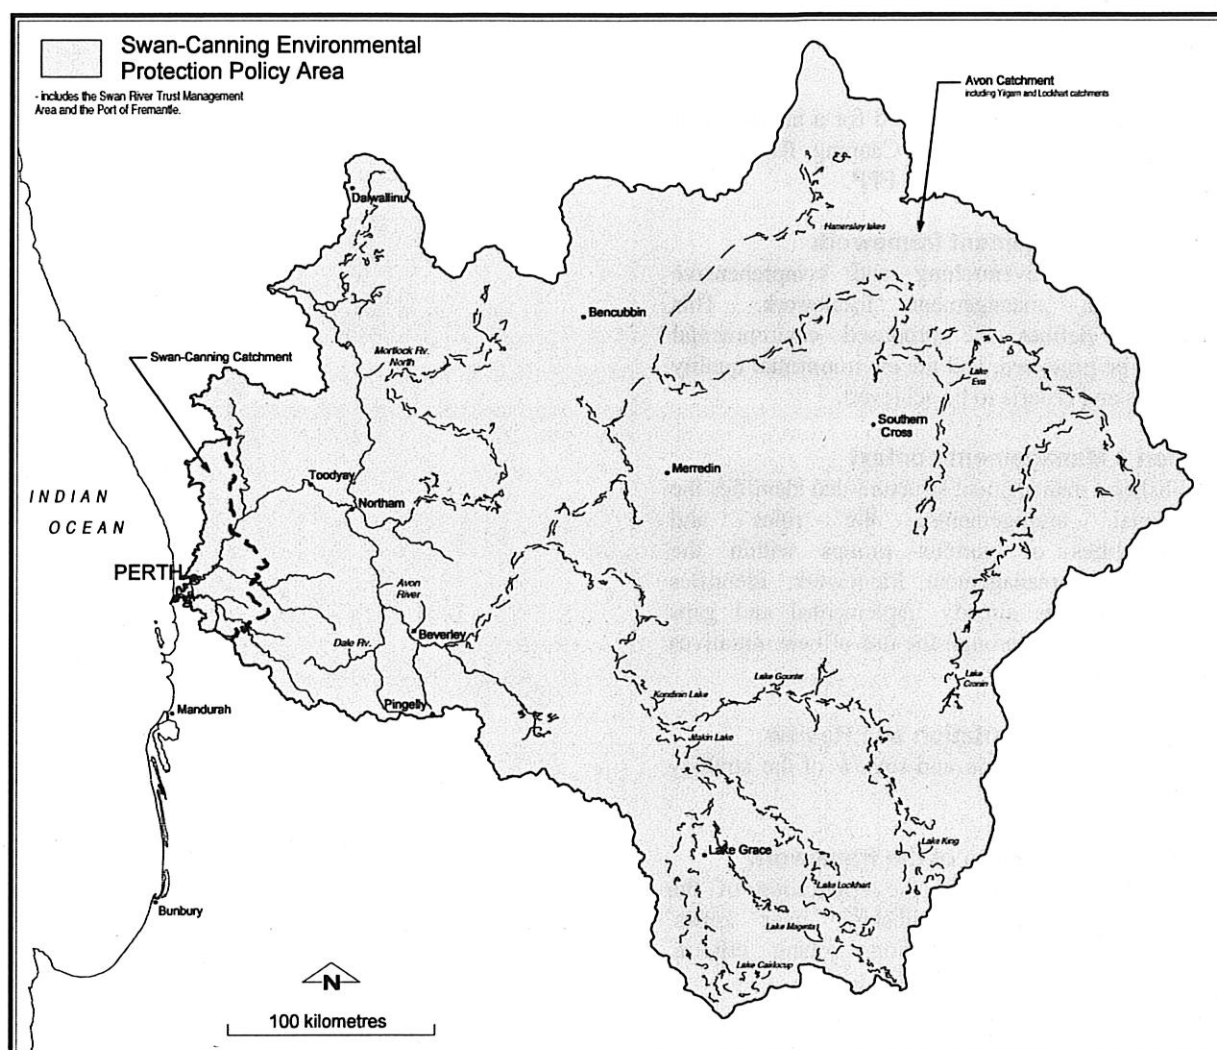 Swan-Canning Environmental
Protection Policy Area
- includes the Swan River Trust Management
Area and the Port of Fremantle.
Avon Catchment
including Yilgarn and Lockhart catchments
Dalwallinu
Hamersley lakes
Bencubbin
Mortlock Rv.
North
Swan-Canning Catchment
Lake
Eva
Southern
Cross
Merredin
Toodyay
Northam
INDIAN
OCEAN
PERTH
Avon
River
Beverley
Dale Rv.
Lake Gounter
Lake
Cronin
Kondinin Lake
Pingelly
Mandurah
Makin Lake
Lake King
Lake Grace
Lake Lockhart
Bunbury
Lake Magenta
Lake Cairlocup
N
100 kilometres